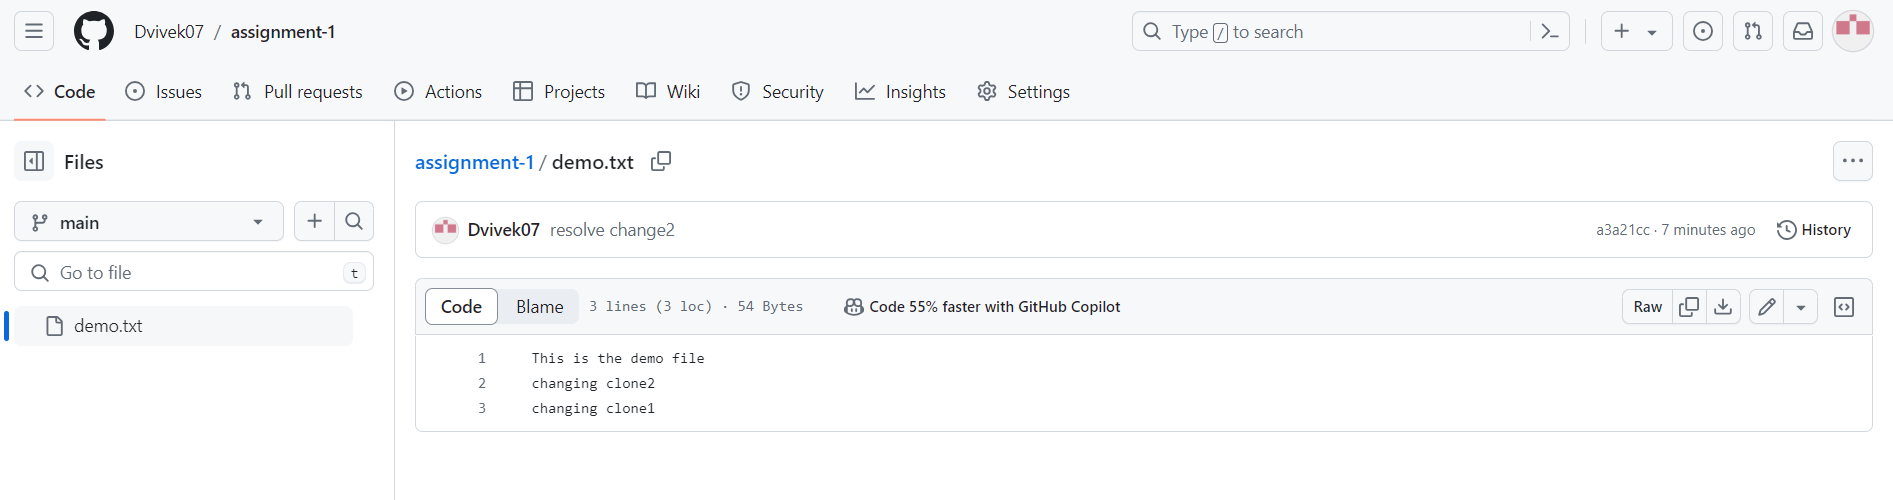 Dvivek07 / assignment-1
Type / to search
Code Issues Pull requests Actions Projects Wiki Security Insights Settings
Files
main
Go to file t
demo.txt
assignment-1 / demo.txt
Dvivek07 resolve change2 a3a21cc · 7 minutes ago History
Code Blame 3 lines (3 loc) · 54 Bytes Code 55% faster with GitHub Copilot Raw
1 This is the demo file
2 changing clone2
3 changing clone1